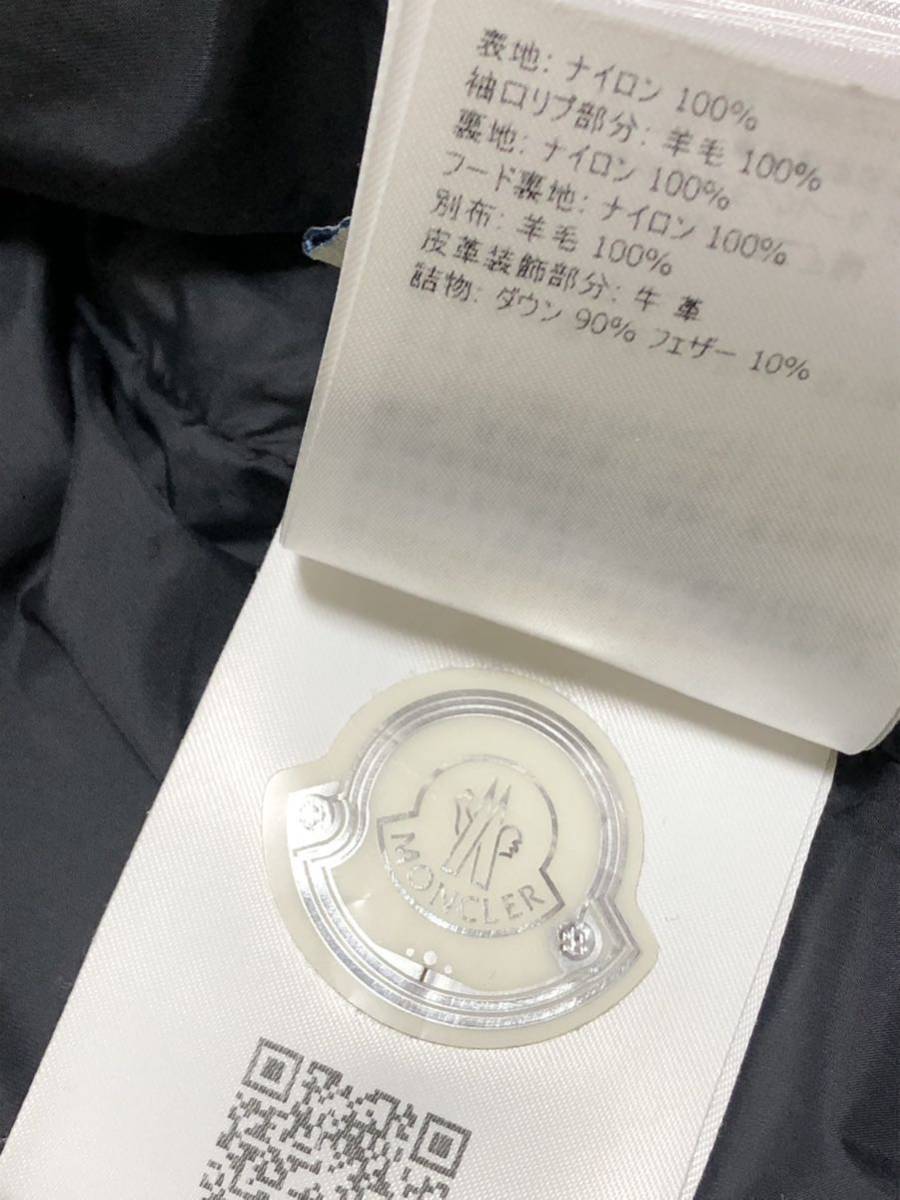 表地: ナイロン 100%
袖口リブ部分: 羊毛 100%
裏地: ナイロン 100%
フード裏地: ナイロン 100%
別布: 羊毛 100%
皮革装飾部分: 牛 革
詰物: ダウン 90% フェザー 10%
MONCLER